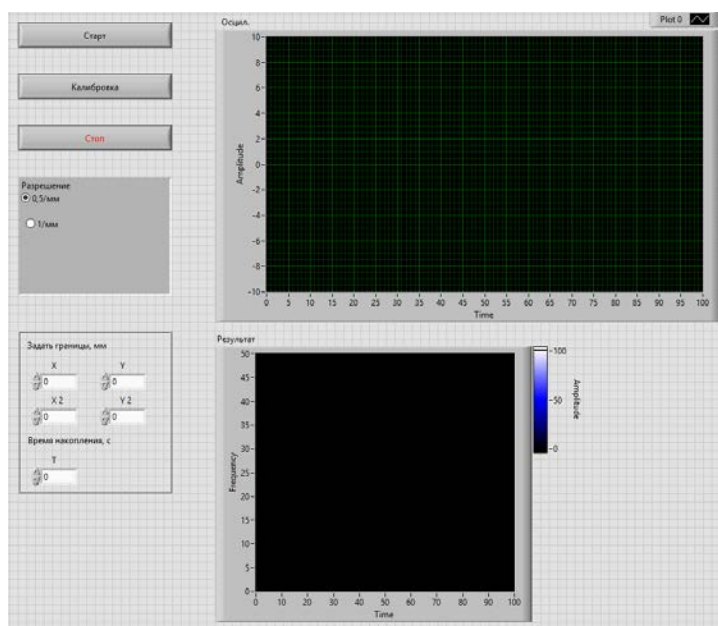 Старт
Калибровка
Стоп
Разрешение
0,5/мм
1/мм
Задать границы, мм
X Y
0 0
X 2 Y 2
0 0
Время накопления, с
T
0
Осцил.
Plot 0
Amplitude
10
8
6
4
2
0
-2
-4
-6
-8
-10
0 5 10 15 20 25 30 35 40 45 50 55 60 65 70 75 80 85 90 95 100
Time
Результат
Frequency
50
45
40
35
30
25
20
15
10
5
0
0 10 20 30 40 50 60 70 80 90 100
Time
100
50
0
Amplitude